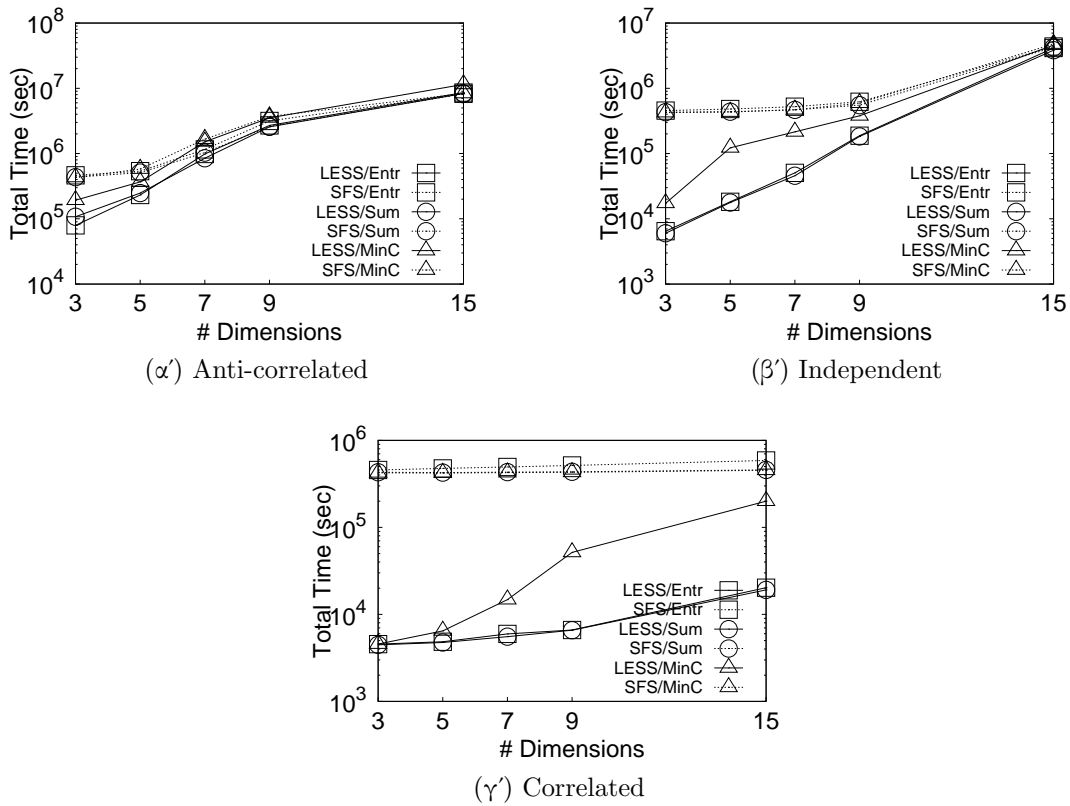 10^8
10^7
10^6
10^5
10^4
Total Time (sec)
LESS/Entr
SFS/Entr
LESS/Sum
SFS/Sum
LESS/MinC
SFS/MinC
3 5 7 9 15
# Dimensions
(α′) Anti-correlated
10^7
10^6
10^5
10^4
10^3
Total Time (sec)
LESS/Entr
SFS/Entr
LESS/Sum
SFS/Sum
LESS/MinC
SFS/MinC
3 5 7 9 15
# Dimensions
(β′) Independent
10^6
10^5
10^4
10^3
Total Time (sec)
LESS/Entr
SFS/Entr
LESS/Sum
SFS/Sum
LESS/MinC
SFS/MinC
3 5 7 9 15
# Dimensions
(γ′) Correlated